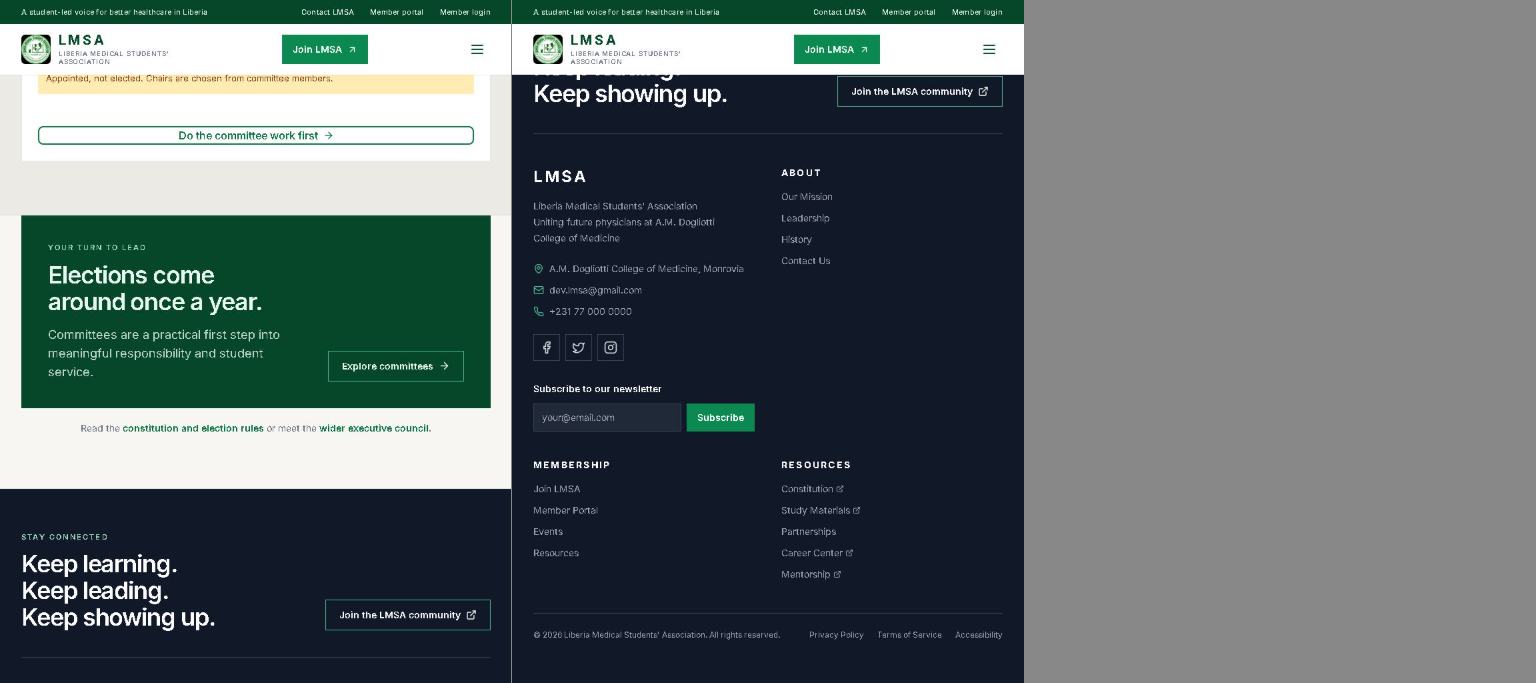 A student-led voice for better healthcare in Liberia
Contact LMSA
Member portal
Member login
LMSA
LIBERIA MEDICAL STUDENTS'
ASSOCIATION
Join LMSA
Appointed, not elected. Chairs are chosen from committee members.
Do the committee work first
YOUR TURN TO LEAD
Elections come
around once a year.
Committees are a practical first step into
meaningful responsibility and student
service.
Explore committees
Read the constitution and election rules or meet the wider executive council.
STAY CONNECTED
Keep learning.
Keep leading.
Keep showing up.
Join the LMSA community
A student-led voice for better healthcare in Liberia
Contact LMSA
Member portal
Member login
LMSA
LIBERIA MEDICAL STUDENTS'
ASSOCIATION
Join LMSA
Keep leading.
Keep showing up.
Join the LMSA community
LMSA
Liberia Medical Students' Association
Uniting future physicians at A.M. Dogliotti
College of Medicine
A.M. Dogliotti College of Medicine, Monrovia
dev.lmsa@gmail.com
+231 77 000 0000
Subscribe to our newsletter
your@email.com
Subscribe
ABOUT
Our Mission
Leadership
History
Contact Us
MEMBERSHIP
Join LMSA
Member Portal
Events
Resources
RESOURCES
Constitution
Study Materials
Partnerships
Career Center
Mentorship
© 2026 Liberia Medical Students' Association. All rights reserved.
Privacy Policy
Terms of Service
Accessibility